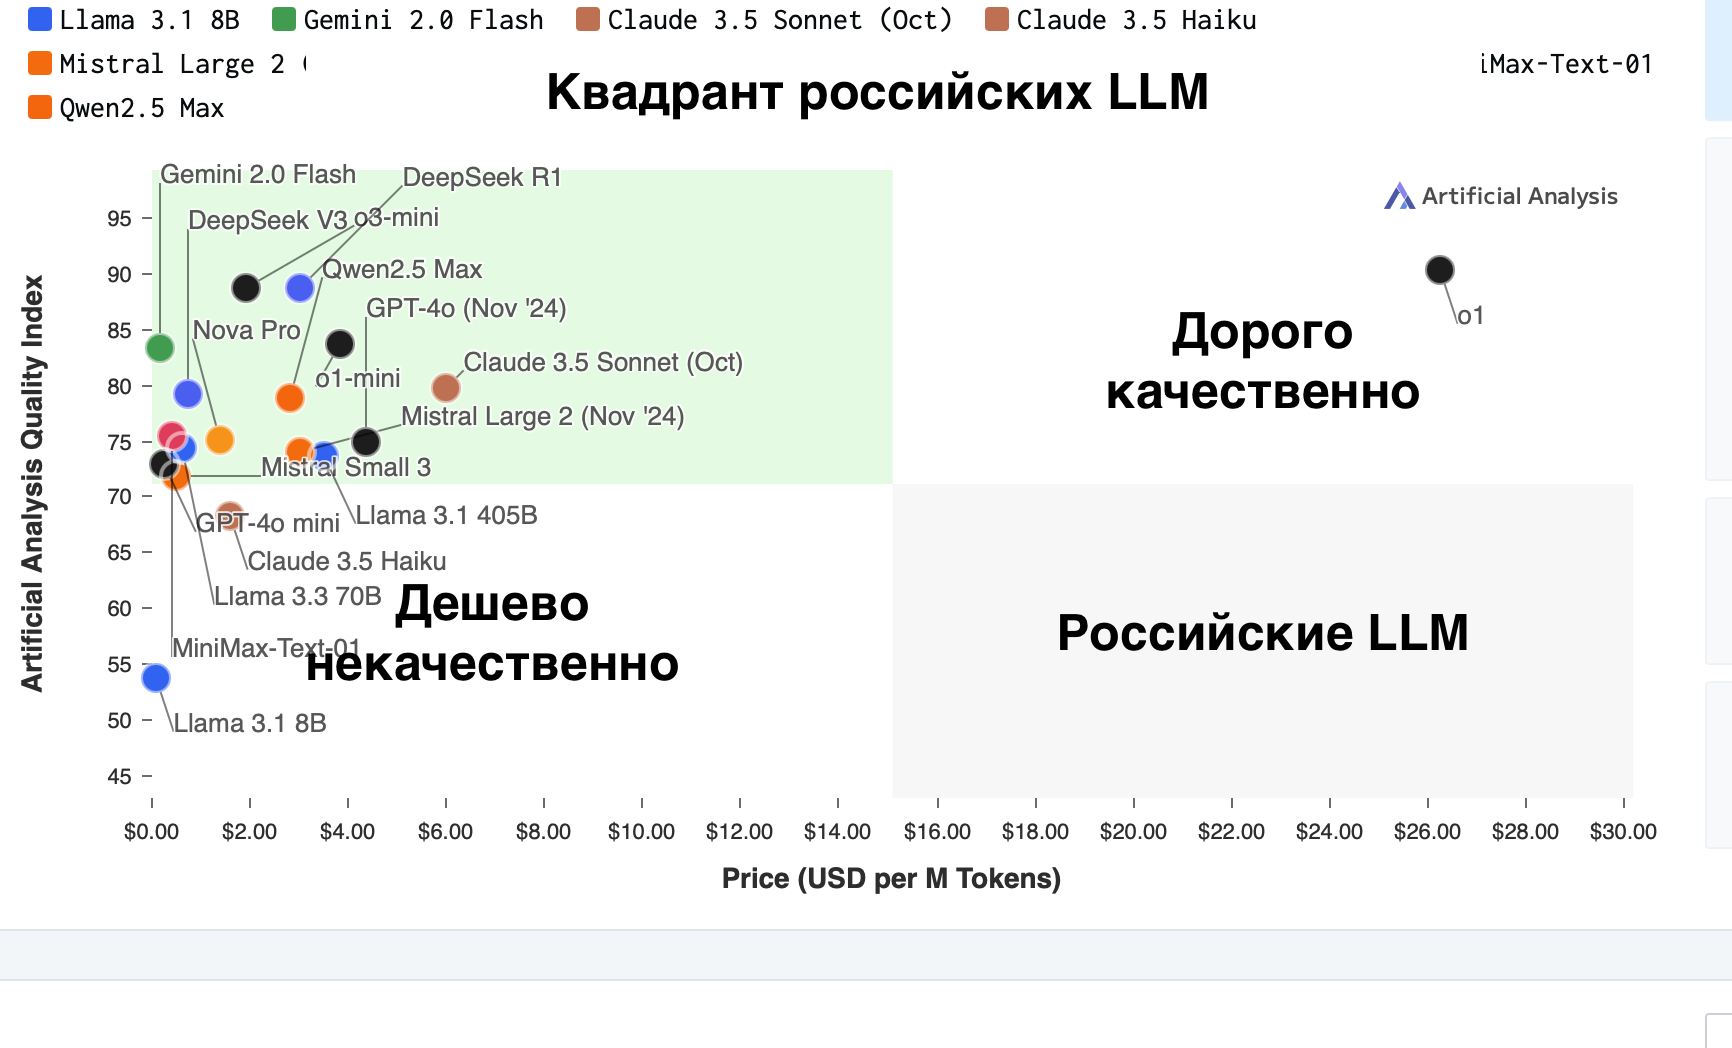 Llama 3.1 8B Gemini 2.0 Flash Claude 3.5 Sonnet (Oct) Claude 3.5 Haiku
Mistral Large 2 iMax-Text-01
Qwen2.5 Max
Квадрант российских LLM
Gemini 2.0 Flash
DeepSeek R1
DeepSeek V3
o3-mini
Qwen2.5 Max
GPT-4o (Nov '24)
Nova Pro
o1-mini
Claude 3.5 Sonnet (Oct)
Mistral Large 2 (Nov '24)
Mistral Small 3
Llama 3.1 405B
GPT-4o mini
Claude 3.5 Haiku
Llama 3.3 70B
MiniMax-Text-01
Llama 3.1 8B
Artificial Analysis
o1
Дорого
качественно
Дешево
некачественно
Российские LLM
Artificial Analysis Quality Index
95
90
85
80
75
70
65
60
55
50
45
$0.00 $2.00 $4.00 $6.00 $8.00 $10.00 $12.00 $14.00 $16.00 $18.00 $20.00 $22.00 $24.00 $26.00 $28.00 $30.00
Price (USD per M Tokens)